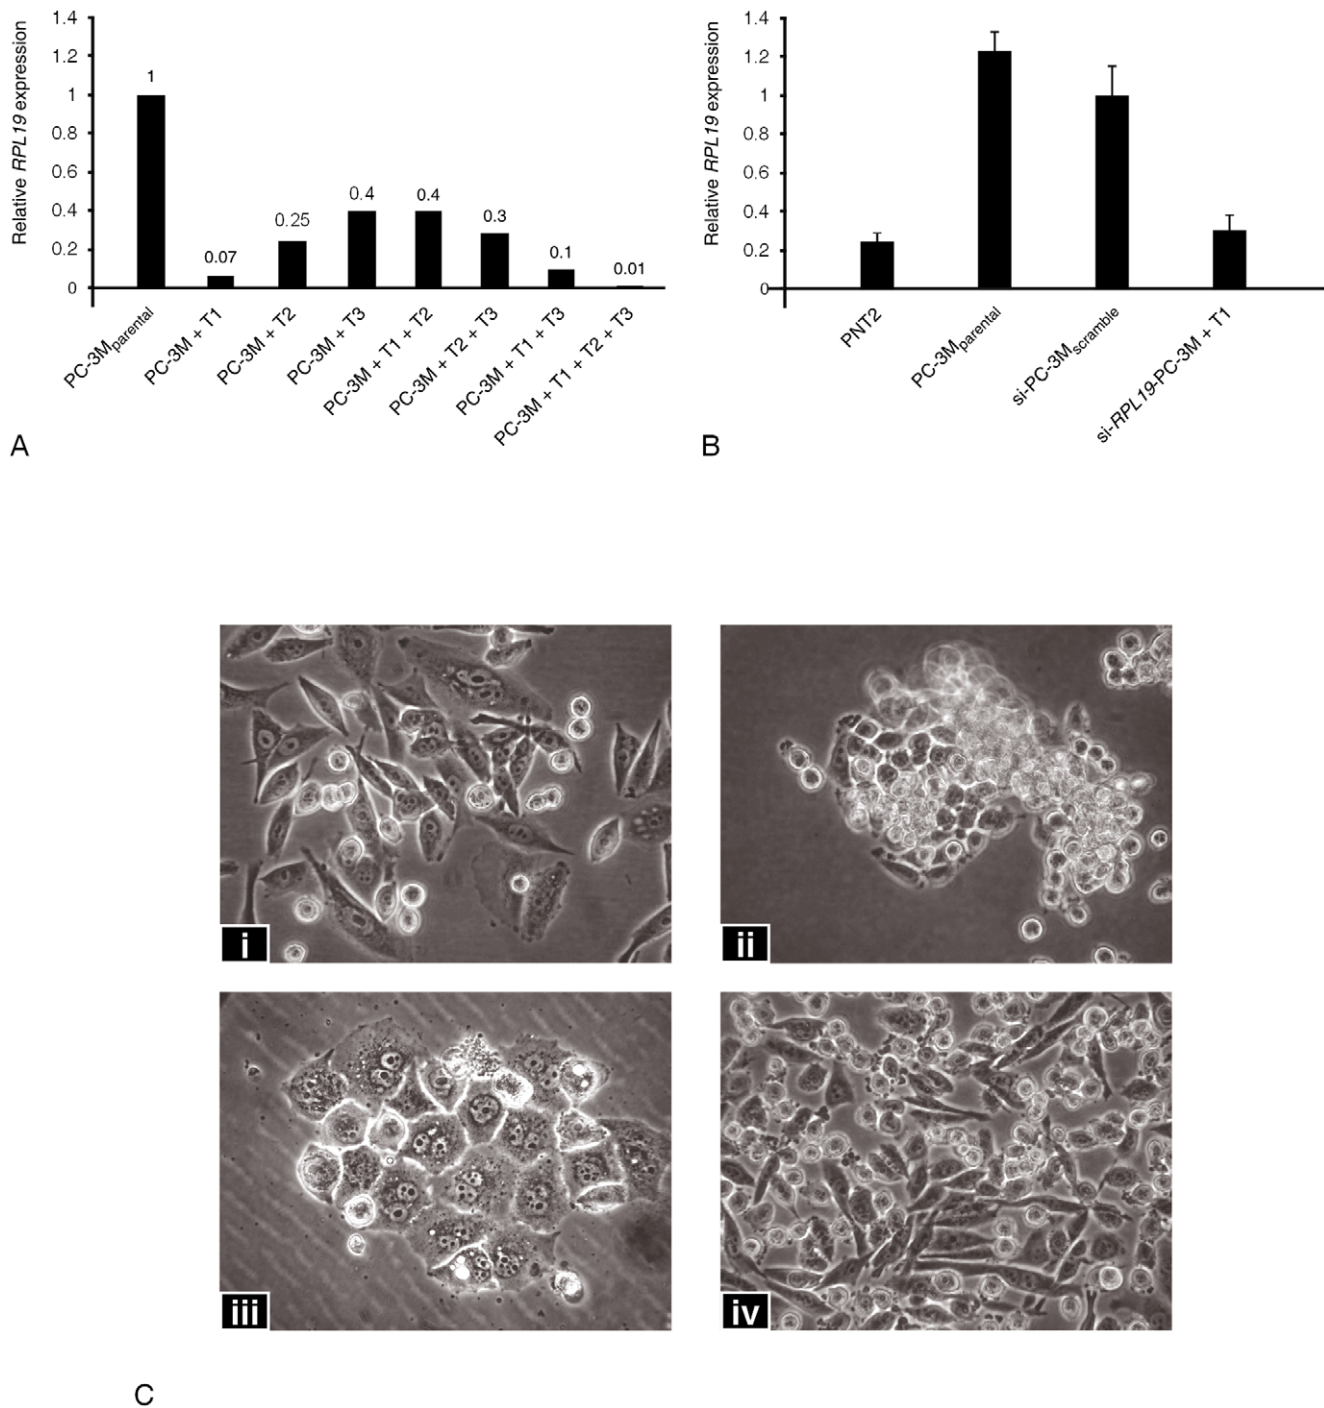 Relative RPL19 expression
1.4
1.2
1
0.8
0.6
0.4
0.2
0
1
0.07
0.25
0.4
0.4
0.3
0.1
0.01
PC-3Mparental
PC-3M + T1
PC-3M + T2
PC-3M + T3
PC-3M + T1 + T2
PC-3M + T2 + T3
PC-3M + T1 + T3
PC-3M + T1 + T2 + T3
A
Relative RPL19 expression
1.4
1.2
1
0.8
0.6
0.4
0.2
0
PNT2
PC-3Mparental
si-PC-3Mscramble
si-RPL19-PC-3M + T1
B
i
ii
iii
iv
C